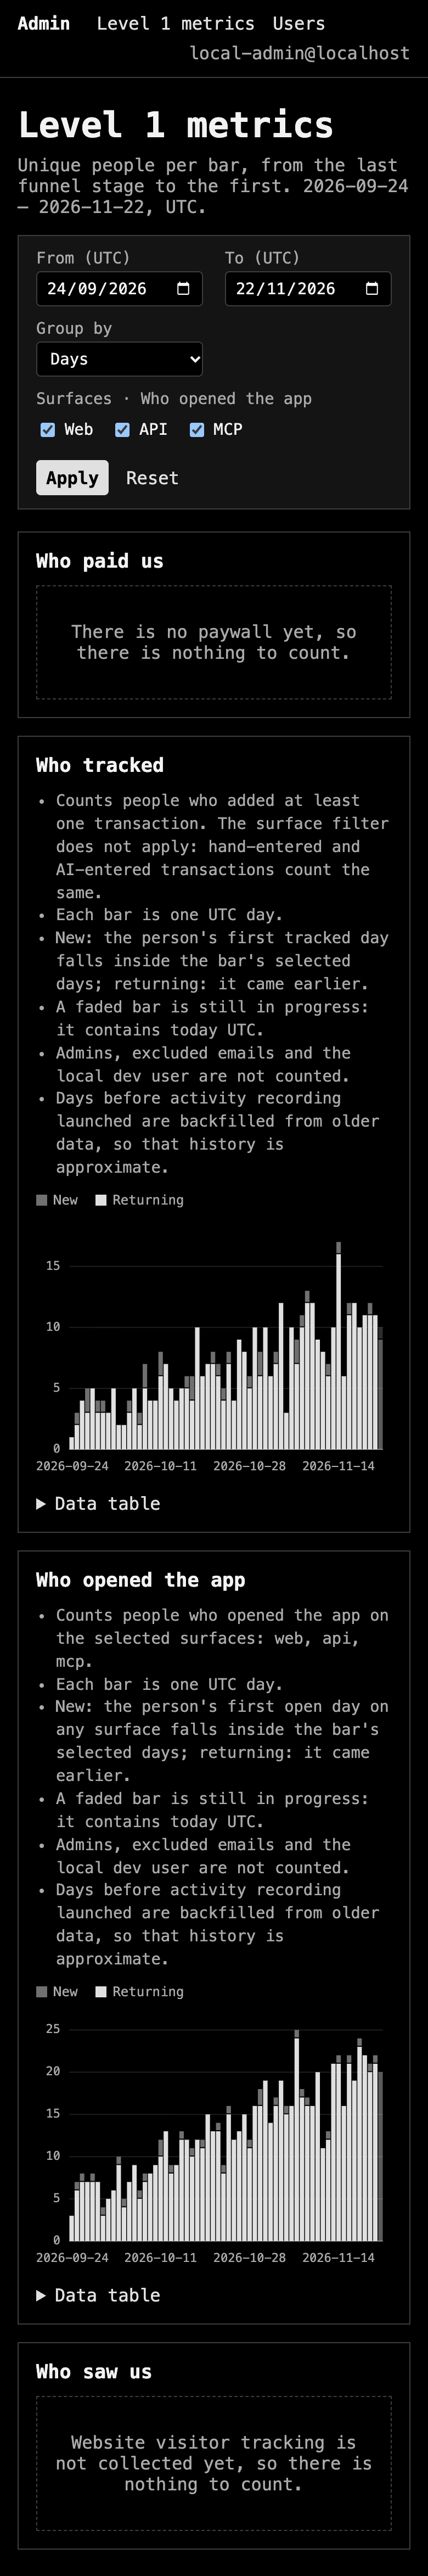 Admin Level 1 metrics Users
local-admin@localhost
Level 1 metrics
Unique people per bar, from the last
funnel stage to the first. 2026-09-24
— 2026-11-22, UTC.
From (UTC) To (UTC)
24/09/2026 22/11/2026
Group by
Days
Surfaces · Who opened the app
Web API MCP
Apply Reset
Who paid us
There is no paywall yet, so
there is nothing to count.
Who tracked
• Counts people who added at least
one transaction. The surface filter
does not apply: hand-entered and
AI-entered transactions count the
same.
• Each bar is one UTC day.
• New: the person's first tracked day
falls inside the bar's selected
days; returning: it came earlier.
• A faded bar is still in progress:
it contains today UTC.
• Admins, excluded emails and the
local dev user are not counted.
• Days before activity recording
launched are backfilled from older
data, so that history is
approximate.
New Returning
15
10
5
0
2026-09-24 2026-10-11 2026-10-28 2026-11-14
▶ Data table
Who opened the app
• Counts people who opened the app on
the selected surfaces: web, api,
mcp.
• Each bar is one UTC day.
• New: the person's first open day on
any surface falls inside the bar's
selected days; returning: it came
earlier.
• A faded bar is still in progress:
it contains today UTC.
• Admins, excluded emails and the
local dev user are not counted.
• Days before activity recording
launched are backfilled from older
data, so that history is
approximate.
New Returning
25
20
15
10
5
0
2026-09-24 2026-10-11 2026-10-28 2026-11-14
▶ Data table
Who saw us
Website visitor tracking is
not collected yet, so there is
nothing to count.